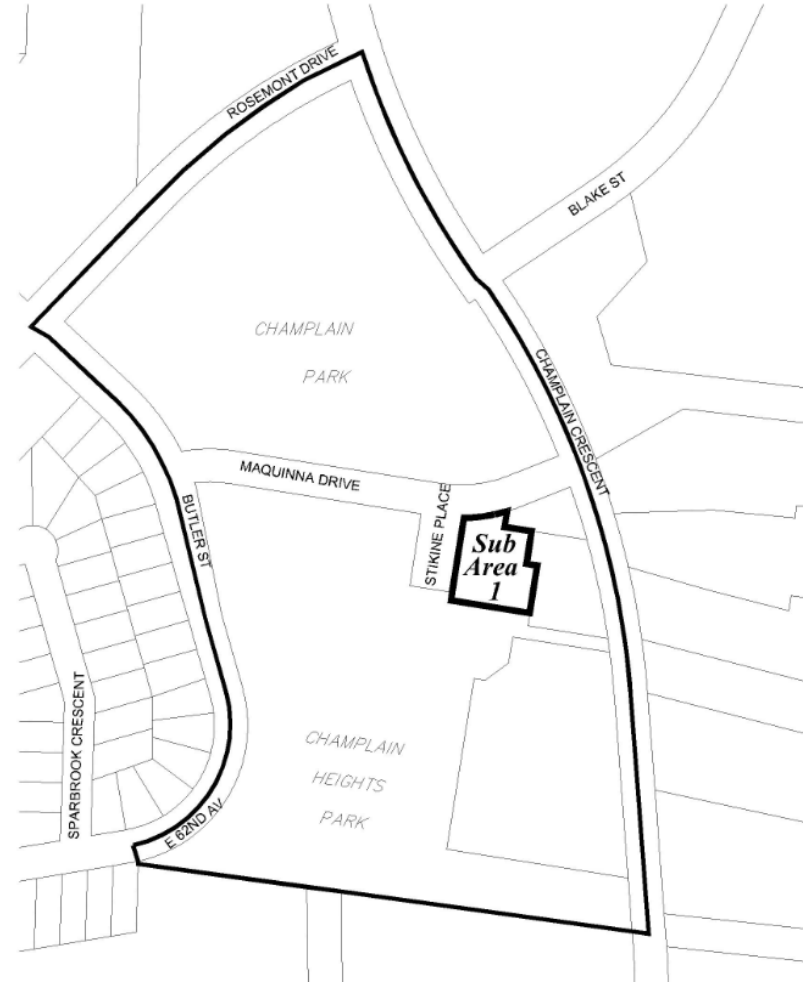 ROSEMONT DRIVE
BLAKE ST
CHAMPLAIN
PARK
CHAMPLAIN CRESCENT
MAQUINNA DRIVE
STIKINE PLACE
BUTLER ST
Sub
Area
1
SPARBROOK CRESCENT
CHAMPLAIN
HEIGHTS
PARK
E 62ND AV